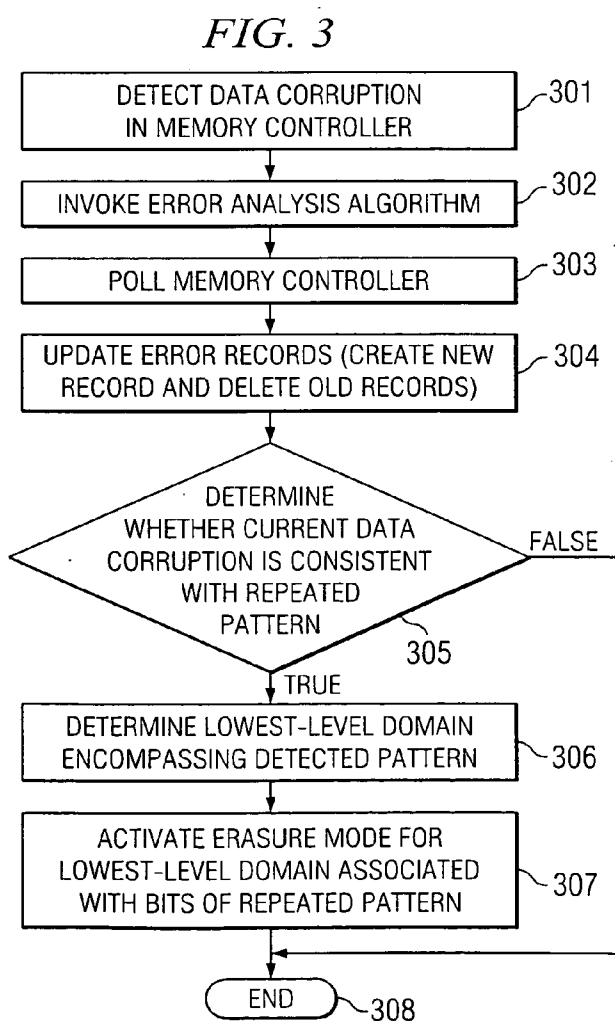 FIG. 3
DETECT DATA CORRUPTION
IN MEMORY CONTROLLER
301
INVOKE ERROR ANALYSIS ALGORITHM
302
POLL MEMORY CONTROLLER
303
UPDATE ERROR RECORDS (CREATE NEW
RECORD AND DELETE OLD RECORDS)
304
DETERMINE
WHETHER CURRENT DATA
CORRUPTION IS CONSISTENT
WITH REPEATED
PATTERN
FALSE
305
TRUE
DETERMINE LOWEST-LEVEL DOMAIN
ENCOMPASSING DETECTED PATTERN
306
ACTIVATE ERASURE MODE FOR
LOWEST-LEVEL DOMAIN ASSOCIATED
WITH BITS OF REPEATED PATTERN
307
END
308